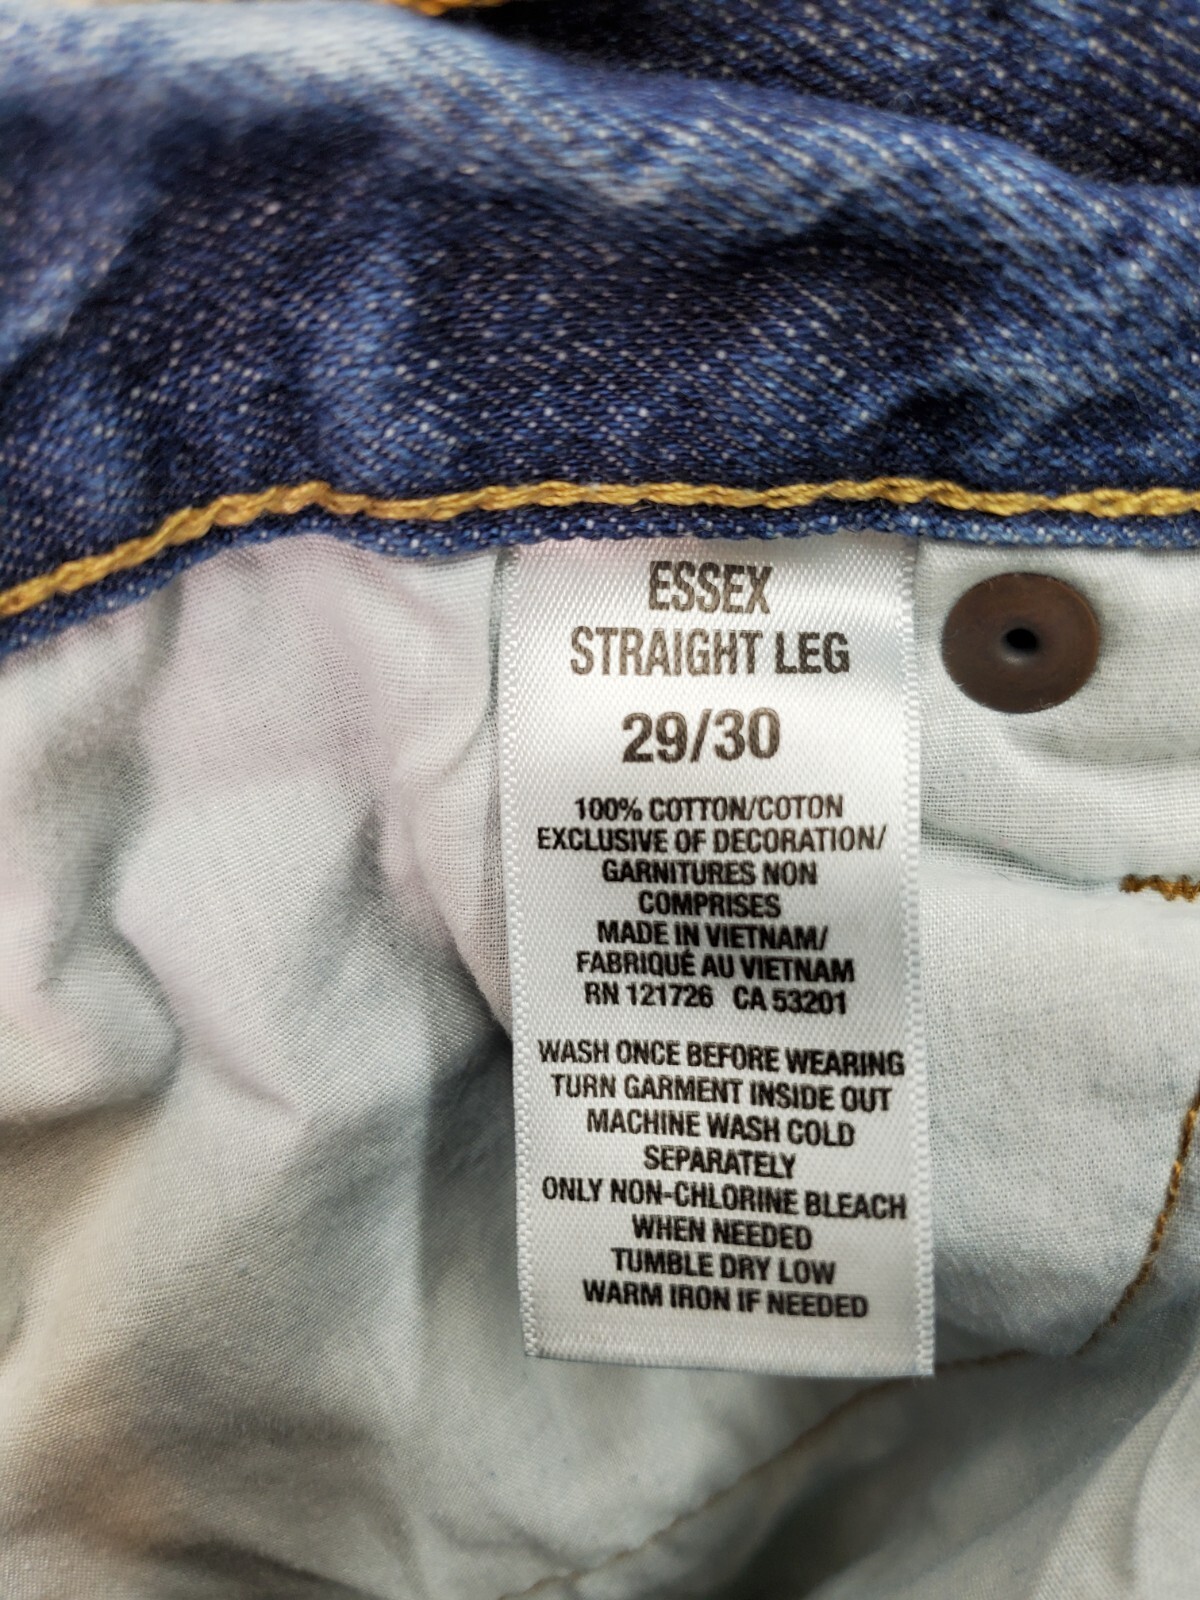 ESSEX
STRAIGHT LEG
29/30
100% COTTON/COTON
EXCLUSIVE OF DECORATION/
GARNITURES NON
COMPRISES
MADE IN VIETNAM/
FABRIQUÉ AU VIETNAM
RN 121726 CA 53201
WASH ONCE BEFORE WEARING
TURN GARMENT INSIDE OUT
MACHINE WASH COLD
SEPARATELY
ONLY NON-CHLORINE BLEACH
WHEN NEEDED
TUMBLE DRY LOW
WARM IRON IF NEEDED